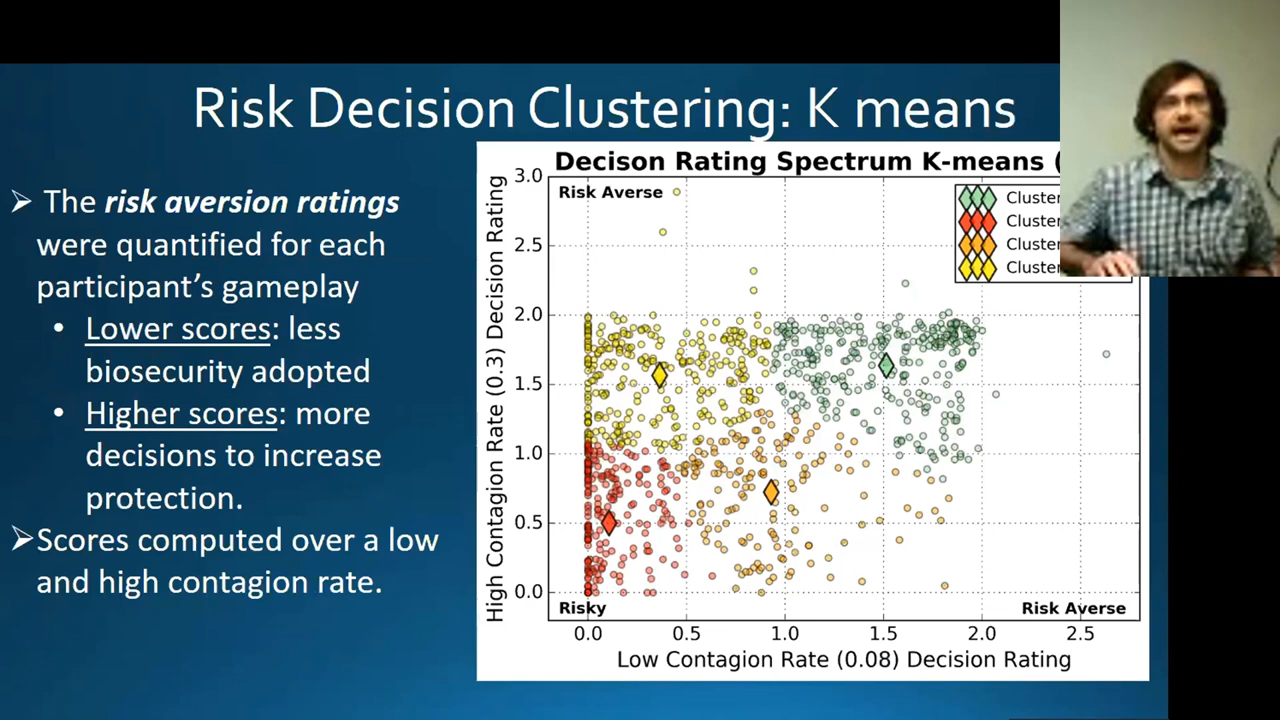 Risk Decision Clustering: K means
➢ The risk aversion ratings
were quantified for each
participant's gameplay
• Lower scores: less
biosecurity adopted
• Higher scores: more
decisions to increase
protection.
➢Scores computed over a low
and high contagion rate.
Decison Rating Spectrum K-means (
High Contagion Rate (0.3) Decision Rating
3.0
2.5
2.0
1.5
1.0
0.5
0.0
Risk Averse
Risky
Risk Averse
0.0 0.5 1.0 1.5 2.0 2.5
Low Contagion Rate (0.08) Decision Rating